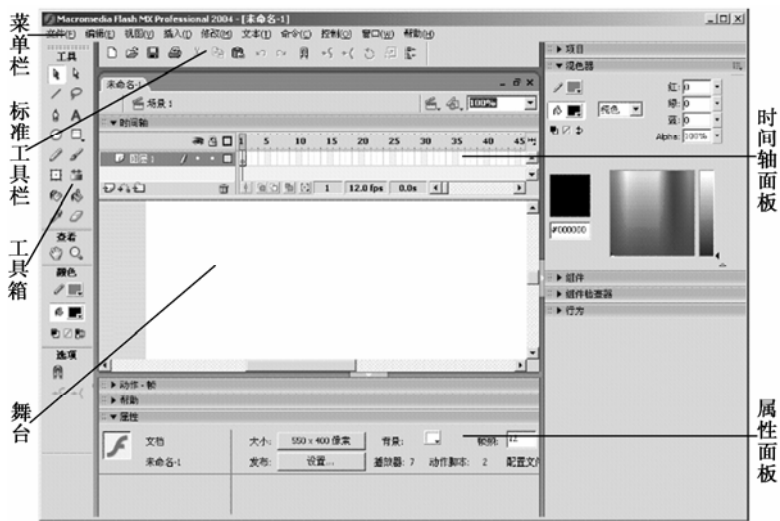 Macromedia Flash MX Professional 2004 - [未命名-1]
文件(F) 编辑(E) 视图(V) 插入(I) 修改(M) 文本(T) 命令(C) 控制(O) 窗口(W) 帮助(H)
菜单栏
标准工具栏
工具箱
舞台
时间轴面板
属性面板
工具
查看
颜色
选项
未命名-1
场景 1
100%
时间轴
1 5 10 15 20 25 30 35 40 45
图层 1
1 12.0 fps 0.0s
动作 - 帧
帮助
属性
文档
大小: 550 x 400 像素 背景: 帧频: 12
未命名-1
发布: 设置... 播放器: 7 动作脚本: 2 配置文件
项目
混色器
红: 0
纯色 绿: 0
蓝: 0
Alpha: 100%
#000000
组件
组件检查器
行为